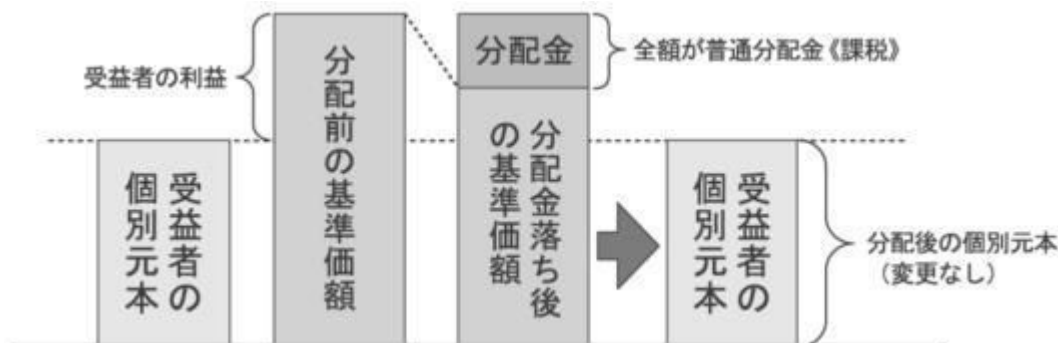 受益者の利益
受益者の
個別元本
分配前の基準価額
分配金
全額が普通分配金《課税》
分配金落ち後
の基準価額
受益者の
個別元本
分配後の個別元本
（変更なし）